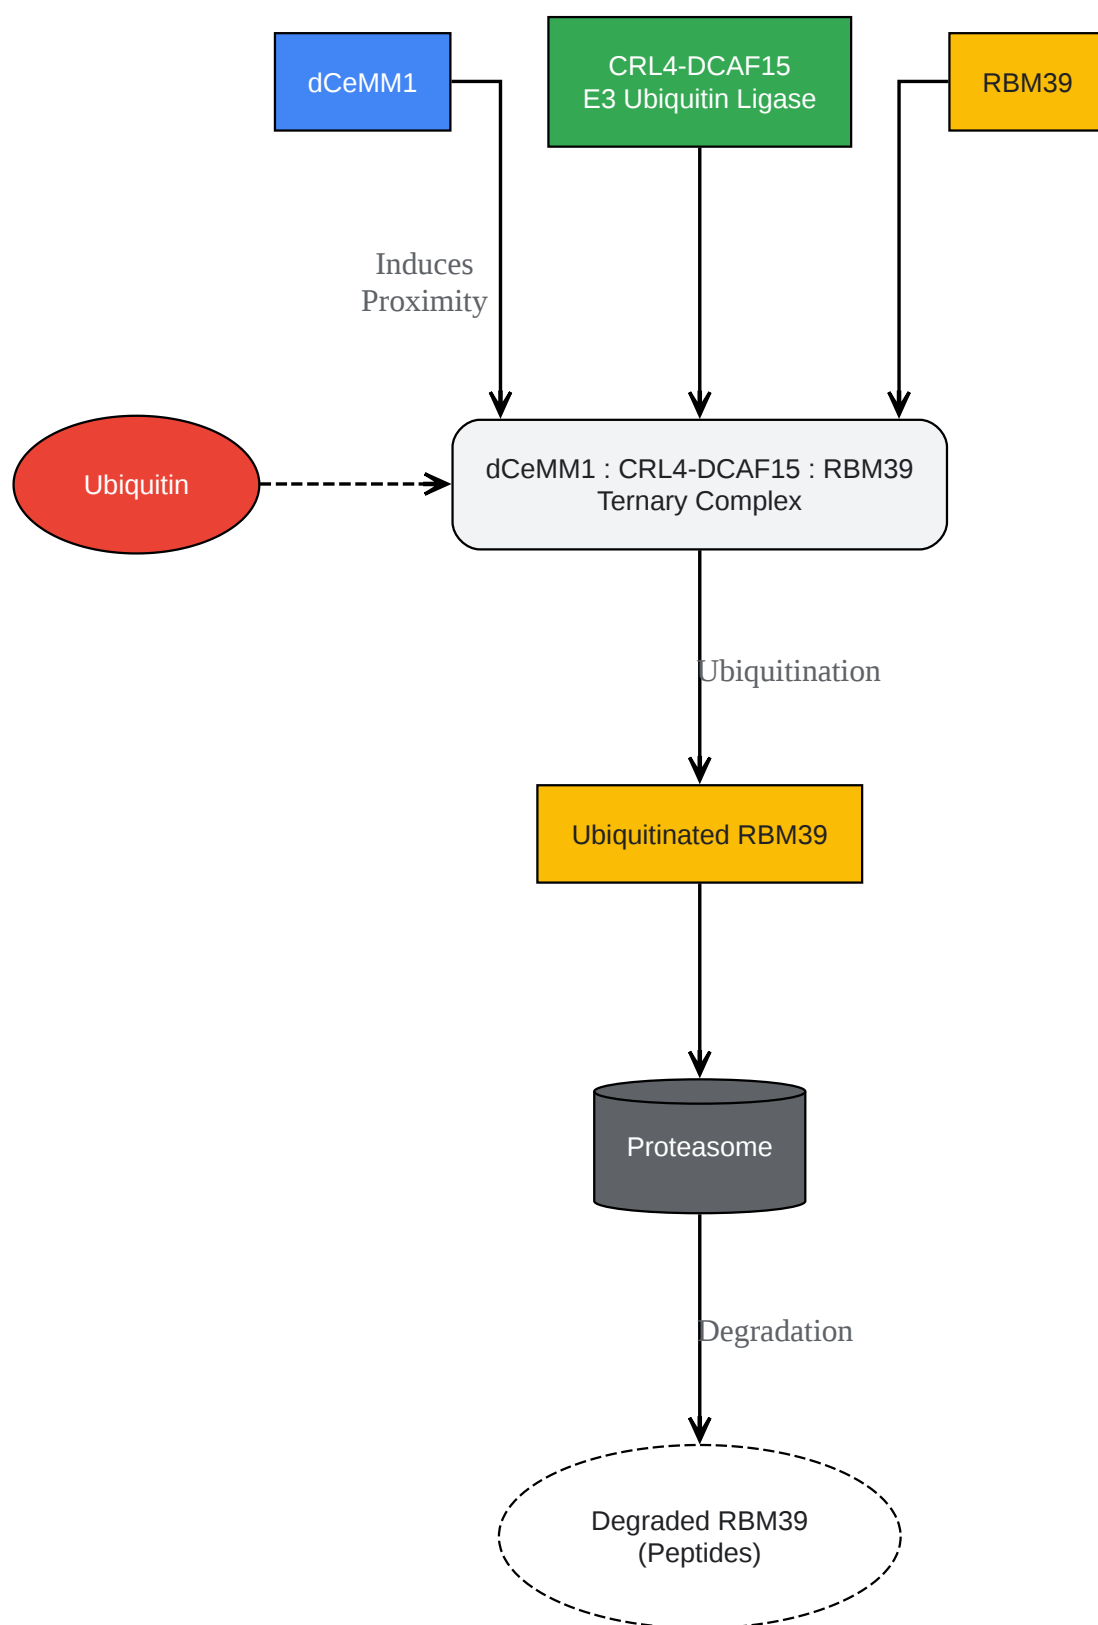 dCeMM1
CRL4-DCAF15
E3 Ubiquitin Ligase
RBM39
Induces
Proximity
Ubiquitin
dCeMM1 : CRL4-DCAF15 : RBM39
Ternary Complex
Ubiquitination
Ubiquitinated RBM39
Proteasome
Degradation
Degraded RBM39
(Peptides)